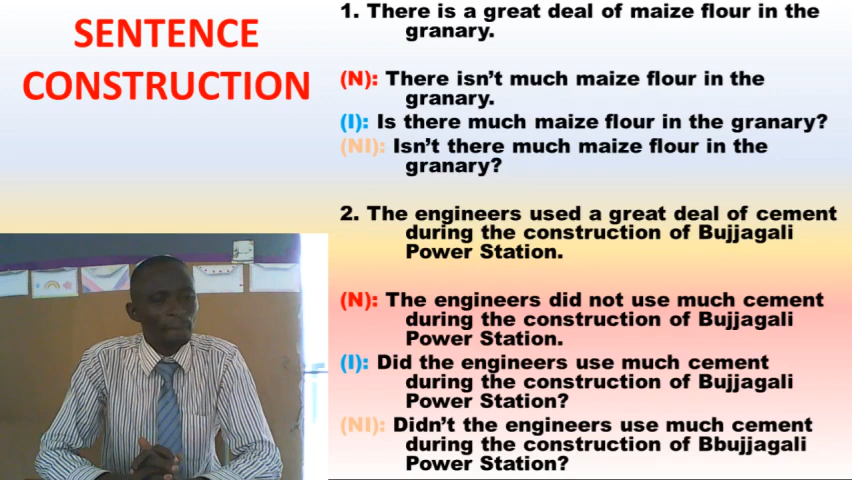 SENTENCE
CONSTRUCTION
1. There is a great deal of maize flour in the
granary.
(N): There isn't much maize flour in the
granary.
(I): Is there much maize flour in the granary?
(NI): Isn't there much maize flour in the
granary?
2. The engineers used a great deal of cement
during the construction of Bujjagali
Power Station.
(N): The engineers did not use much cement
during the construction of Bujjagali
Power Station.
(I): Did the engineers use much cement
during the construction of Bujjagali
Power Station?
(NI): Didn't the engineers use much cement
during the construction of Bbujjagali
Power Station?